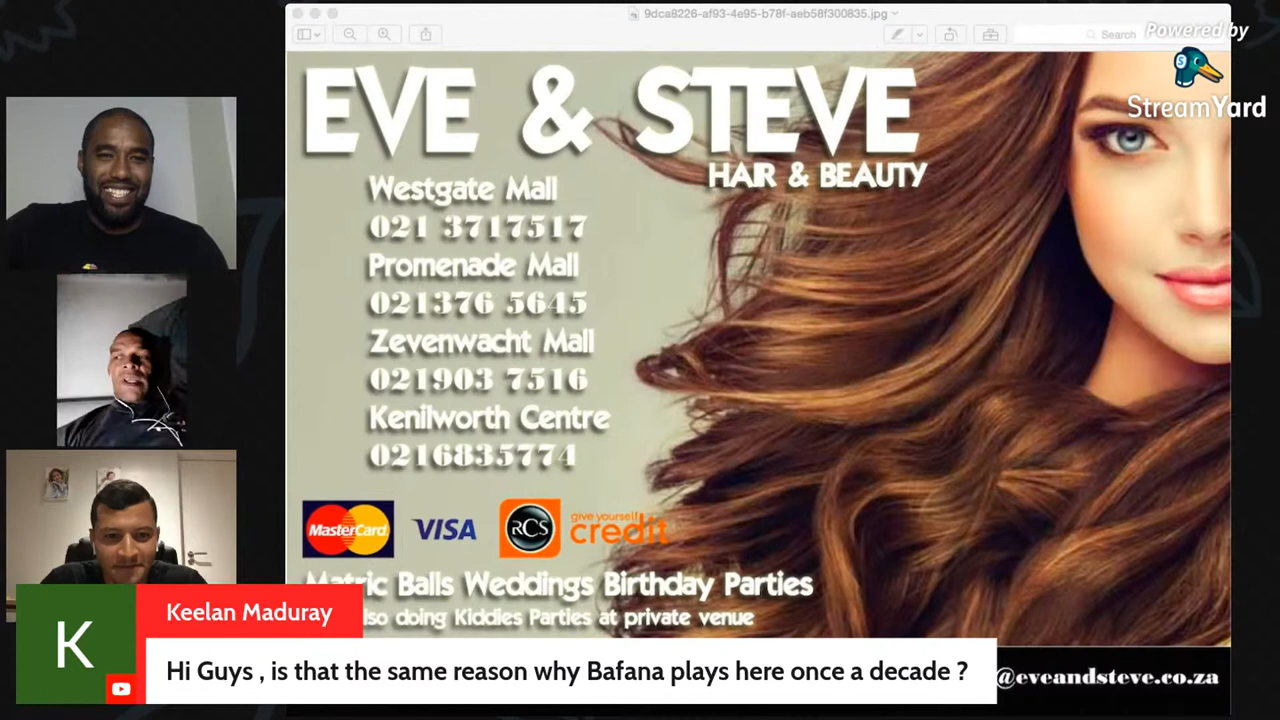 9dca8226-af93-4e95-b78f-aeb58f300835.jpg
Search
Powered by
StreamYard
EVE & STEVE
HAIR & BEAUTY
Westgate Mall
021 3717517
Promenade Mall
021376 5645
Zevenwacht Mall
021903 7516
Kenilworth Centre
0216835774
MasterCard
VISA
RCS
give yourself
credit
Balls Weddings Birthday Parties
doing Kiddies Parties at private venue
@eveandsteve.co.za
K
Keelan Maduray
Hi Guys , is that the same reason why Bafana plays here once a decade ?